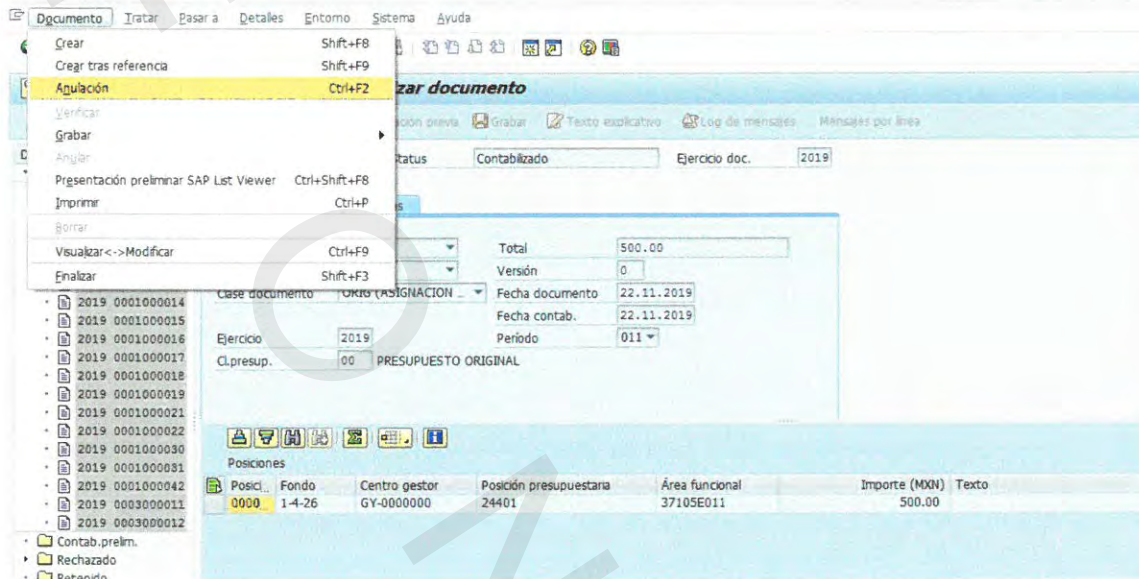 Documento Tratar Pasar a Detalles Entorno Sistema Ayuda
Crear Shift+F8
Crear tras referencia Shift+F9
Anulación Ctrl+F2
Verificar
Grabar
Anular
Presentación preliminar SAP List Viewer Ctrl+Shift+F8
Imprimir Ctrl+P
Borrar
Visualizar<->Modificar Ctrl+F9
Finalizar Shift+F3
zar documento
ación previa Grabar Texto explicativo Log de mensajes Mensajes por línea
Status Contabilizado Ejercicio doc. 2019
Total 500.00
Versión 0
Clase documento ORIG (ASIGNACION Fecha documento 22.11.2019
Fecha contab. 22.11.2019
Ejercicio 2019 Período 011
Cl.presup. 00 PRESUPUESTO ORIGINAL
2019 0001000014
2019 0001000015
2019 0001000016
2019 0001000017
2019 0001000018
2019 0001000019
2019 0001000021
2019 0001000022
2019 0001000030
2019 0001000031
2019 0001000042
2019 0003000011
2019 0003000012
Contab.prelim.
Rechazado
Retenido
Posiciones
Posici.. Fondo Centro gestor Posición presupuestaria Área funcional Importe (MXN) Texto
0000 1-4-26 GY-0000000 24401 37105E011 500.00
O
N